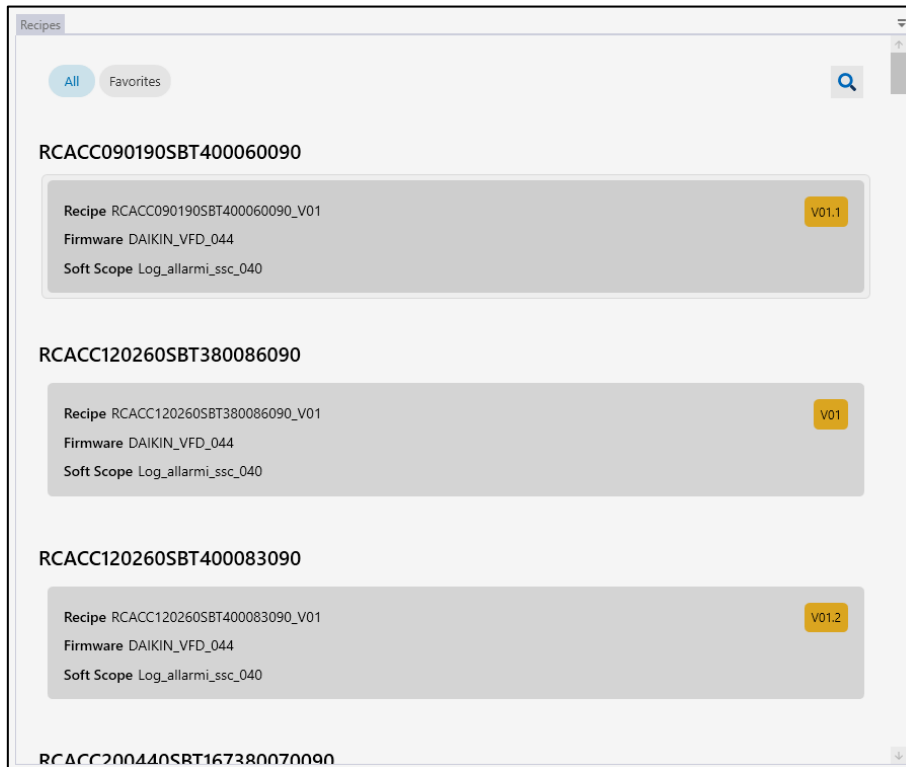 Recipes
All Favorites
RCACC090190SBT400060090
Recipe RCACC090190SBT400060090_V01 V01.1
Firmware DAIKIN_VFD_044
Soft Scope Log_allarmi_ssc_040
RCACC120260SBT380086090
Recipe RCACC120260SBT380086090_V01 V01
Firmware DAIKIN_VFD_044
Soft Scope Log_allarmi_ssc_040
RCACC120260SBT400083090
Recipe RCACC120260SBT400083090_V01 V01.2
Firmware DAIKIN_VFD_044
Soft Scope Log_allarmi_ssc_040
RCACC200440SBT167380070090